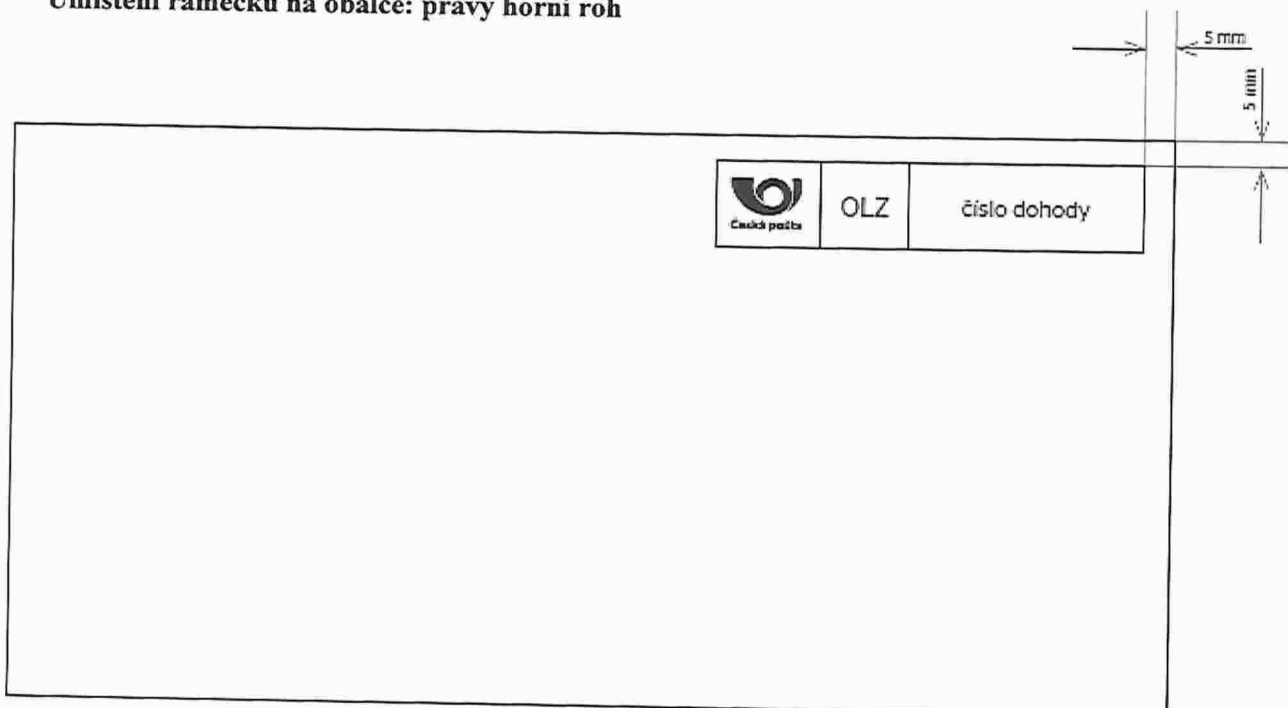 Umístění rámečku na obálce: pravý horní roh
5 mm
5 mm
Česká pošta
OLZ
číslo dohody